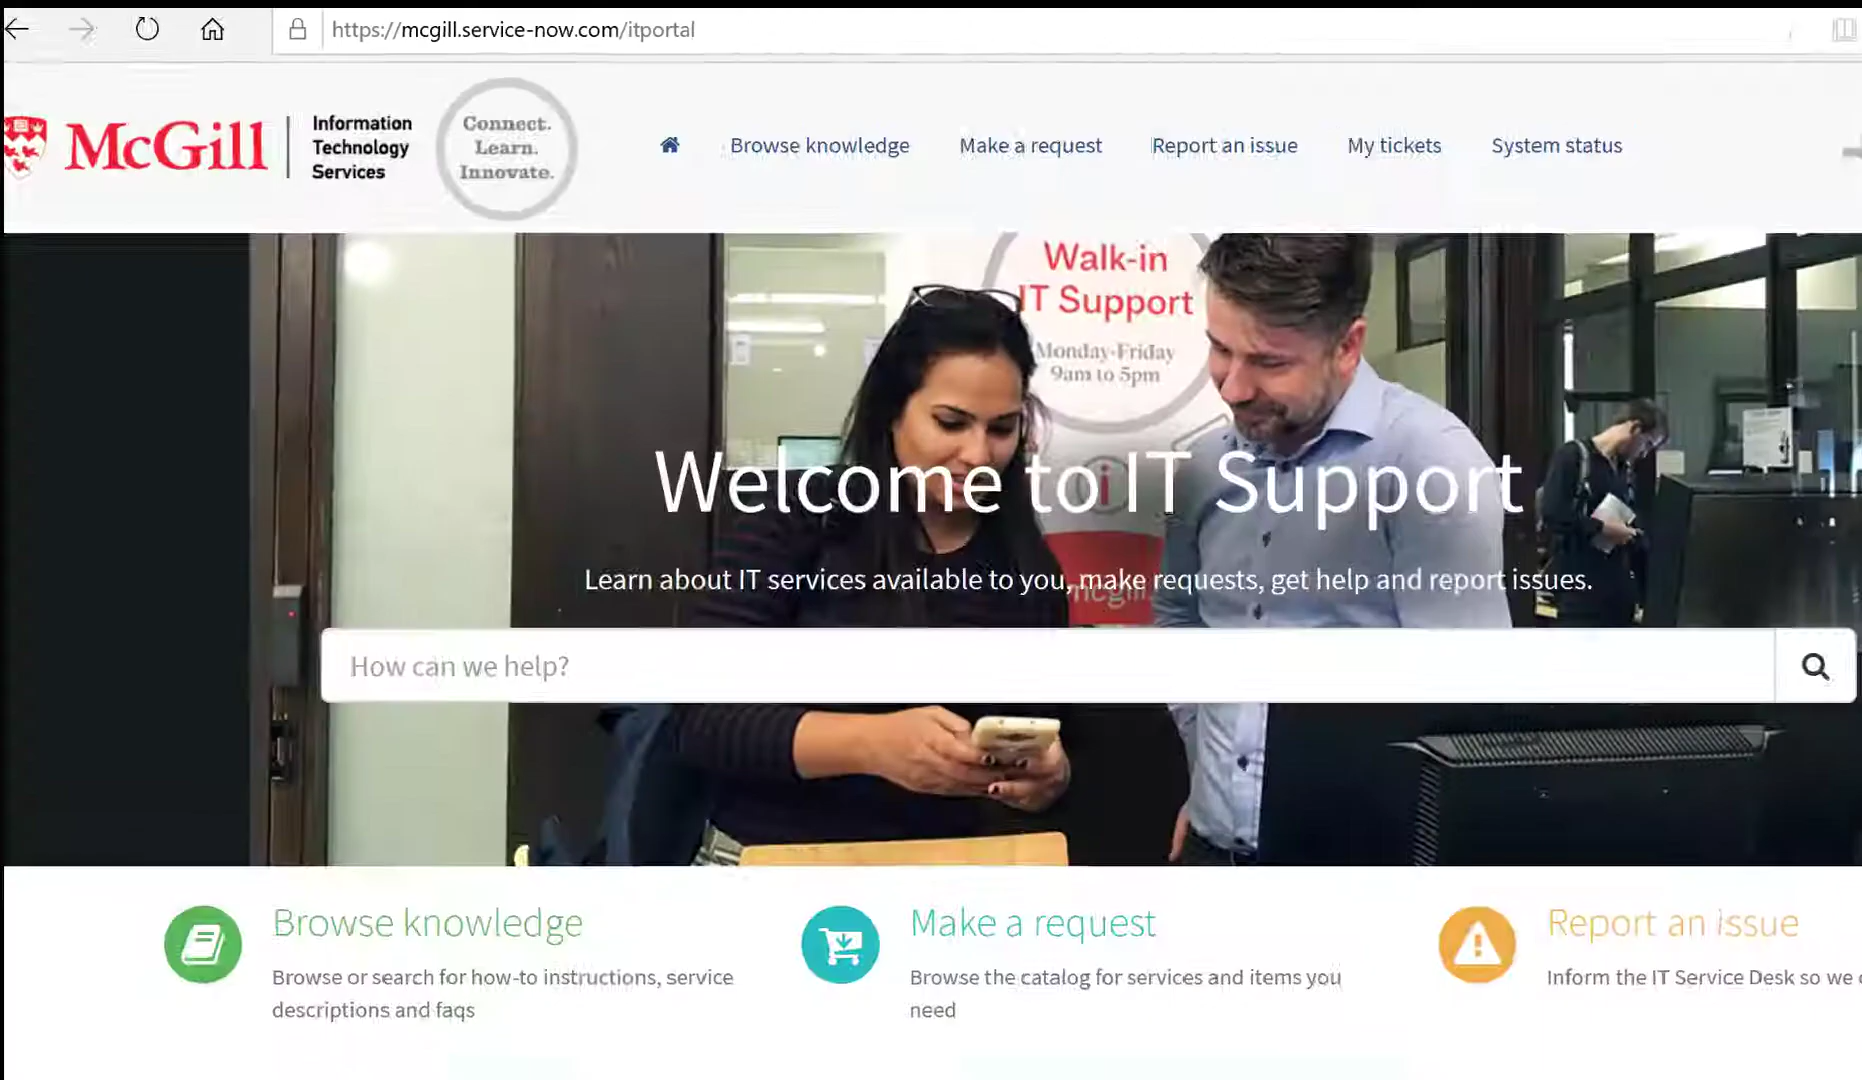 https://mcgill.service-now.com/itportal
McGill
Information
Technology
Services
Connect.
Learn.
Innovate.
Browse knowledge
Make a request
Report an issue
My tickets
System status
Walk-in
IT Support
Monday-Friday
9am to 5pm
Welcome to IT Support
Learn about IT services available to you, make requests, get help and report issues.
mcgill
How can we help?
Browse knowledge
Browse or search for how-to instructions, service
descriptions and faqs
Make a request
Browse the catalog for services and items you
need
Report an issue
Inform the IT Service Desk so we